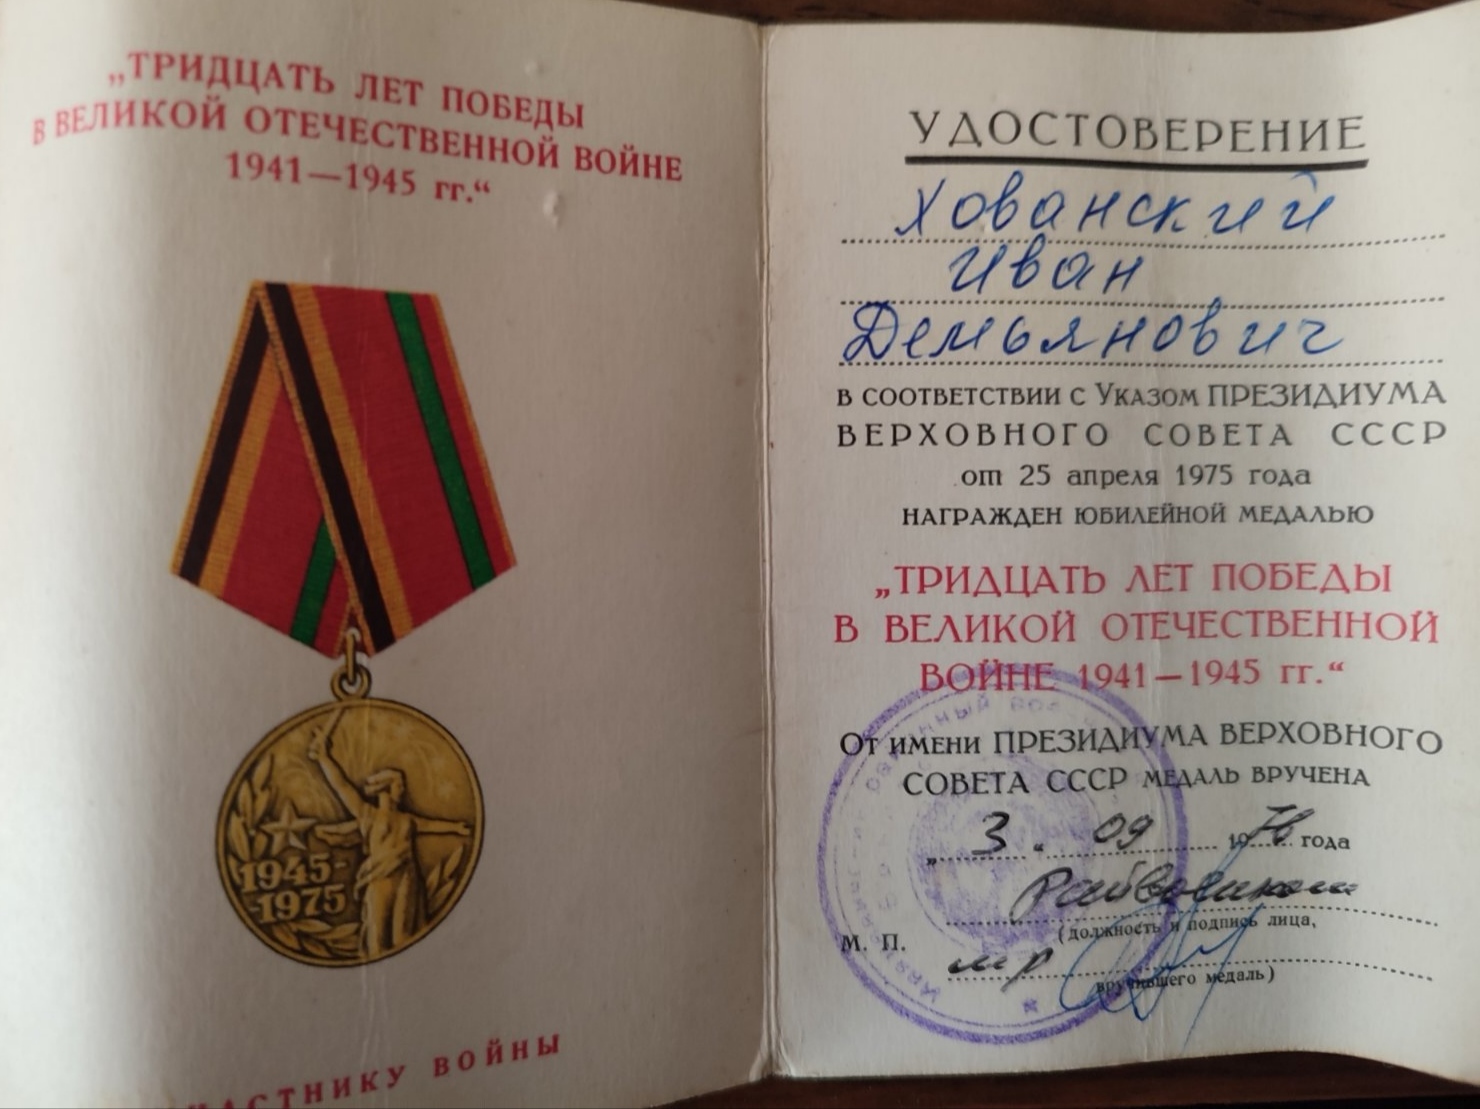 „ТРИДЦАТЬ ЛЕТ ПОБЕДЫ
В ВЕЛИКОЙ ОТЕЧЕСТВЕННОЙ ВОЙНЕ
1941—1945 гг.“
1945-
-1975
УЧАСТНИКУ ВОЙНЫ
УДОСТОВЕРЕНИЕ
Хованский
Иван
Демьянович
в соответствии с Указом ПРЕЗИДИУМА
ВЕРХОВНОГО СОВЕТА СССР
от 25 апреля 1975 года
НАГРАЖДЕН ЮБИЛЕЙНОЙ МЕДАЛЬЮ
„ТРИДЦАТЬ ЛЕТ ПОБЕДЫ
В ВЕЛИКОЙ ОТЕЧЕСТВЕННОЙ
ВОЙНЕ 1941—1945 гг.“
От имени ПРЕЗИДИУМА ВЕРХОВНОГО
СОВЕТА СССР МЕДАЛЬ ВРУЧЕНА
„3“ 09 1976 года
Райвоенком
(должность и подпись лица,
М. П.
вручившего медаль)